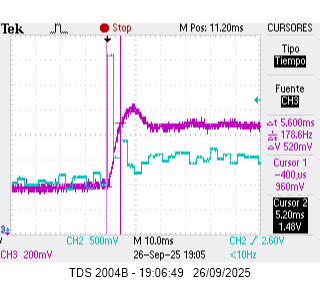 Tek Stop M Pos: 11.20ms CURSORES
Tipo
Tiempo
Fuente
CH3
Δt 5.600ms
1/Δt 178.6Hz
ΔV 520mV
Cursor 1
-400µs
960mV
Cursor 2
5.20ms
1.48V
3
CH2 500mV M 10.0ms CH2 / 2.60V
CH3 200mV 26-Sep-25 19:05 <10Hz
TDS 2004B - 19:06:49 26/09/2025